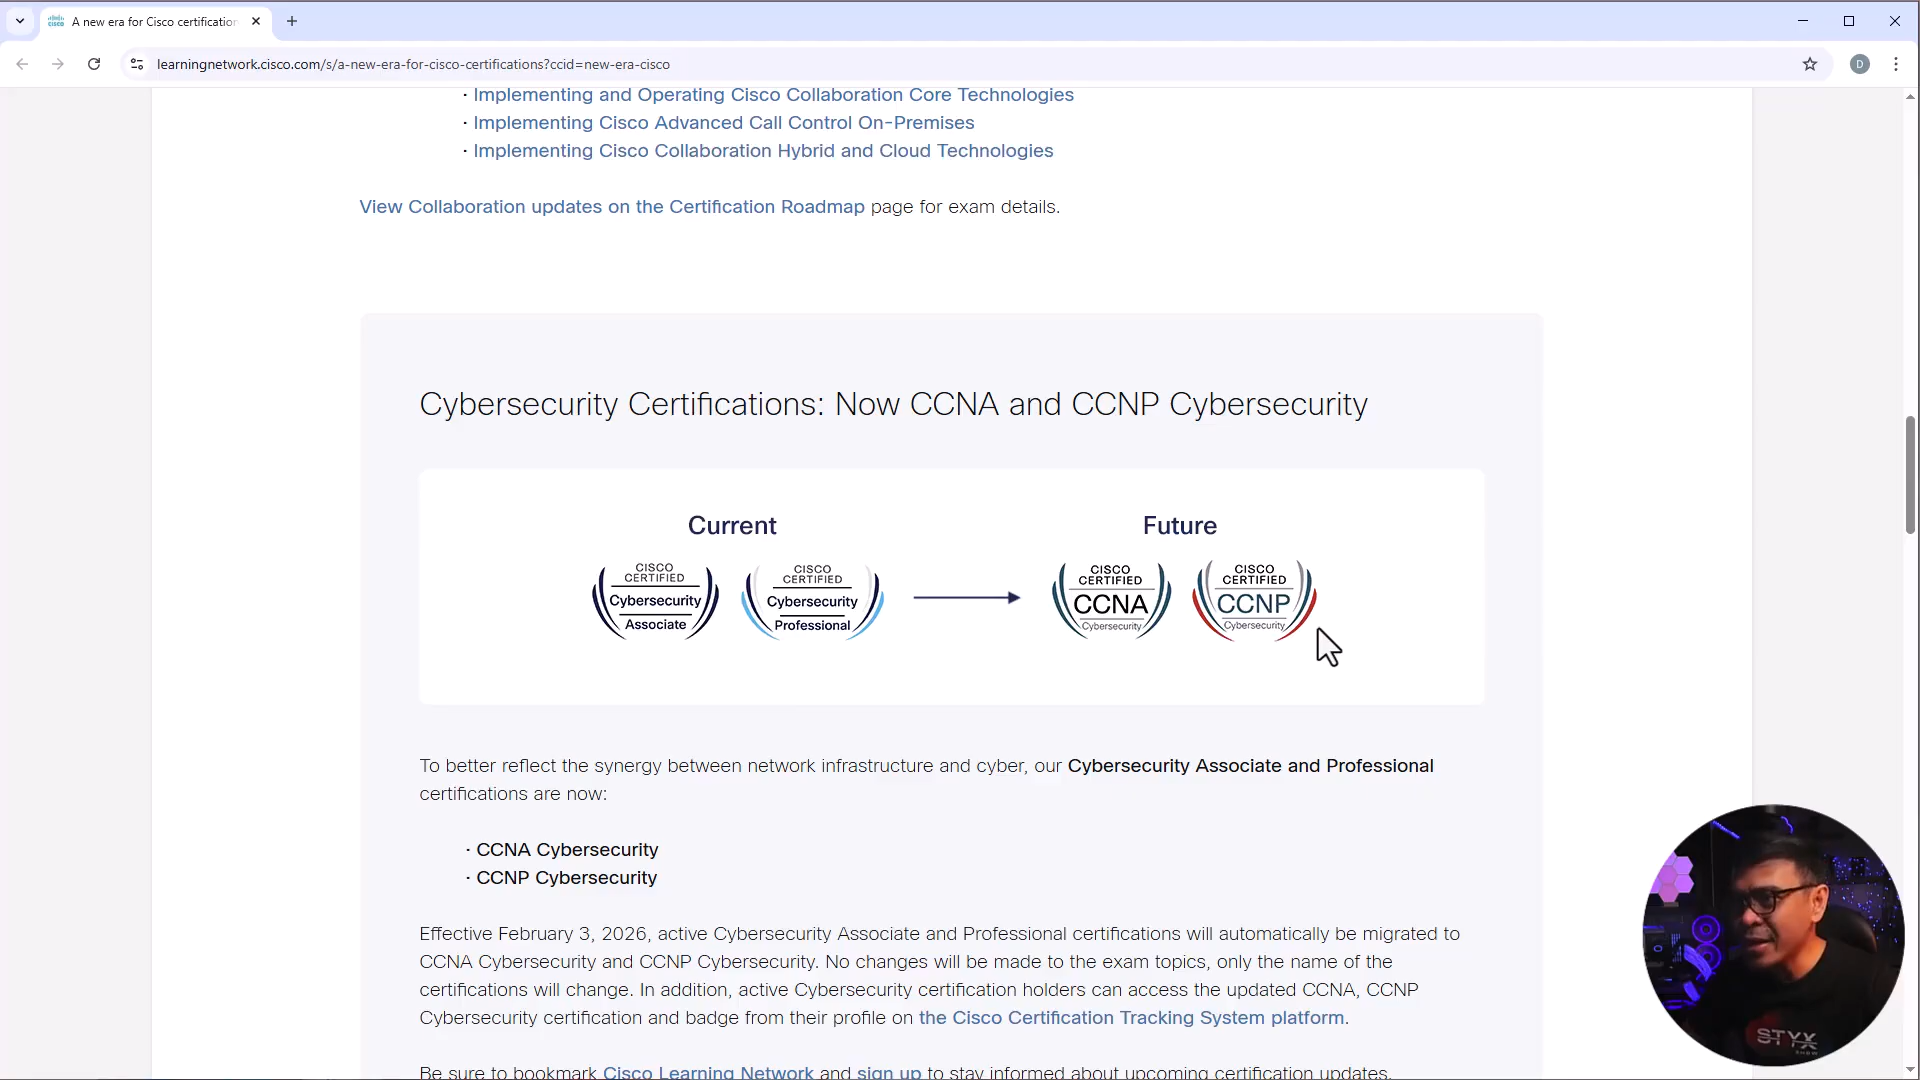 A new era for Cisco certification
learningnetwork.cisco.com/s/a-new-era-for-cisco-certifications?ccid=new-era-cisco
D
· Implementing and Operating Cisco Collaboration Core Technologies
· Implementing Cisco Advanced Call Control On-Premises
· Implementing Cisco Collaboration Hybrid and Cloud Technologies
View Collaboration updates on the Certification Roadmap page for exam details.
Cybersecurity Certifications: Now CCNA and CCNP Cybersecurity
Current
Future
CISCO
CERTIFIED
Cybersecurity
Associate
CISCO
CERTIFIED
Cybersecurity
Professional
CISCO
CERTIFIED
CCNA
Cybersecurity
CISCO
CERTIFIED
CCNP
Cybersecurity
To better reflect the synergy between network infrastructure and cyber, our Cybersecurity Associate and Professional
certifications are now:
· CCNA Cybersecurity
· CCNP Cybersecurity
Effective February 3, 2026, active Cybersecurity Associate and Professional certifications will automatically be migrated to
CCNA Cybersecurity and CCNP Cybersecurity. No changes will be made to the exam topics, only the name of the
certifications will change. In addition, active Cybersecurity certification holders can access the updated CCNA, CCNP
Cybersecurity certification and badge from their profile on the Cisco Certification Tracking System platform.
Be sure to bookmark Cisco Learning Network and sign up to stay informed about upcoming certification updates.
STYX
SHOW